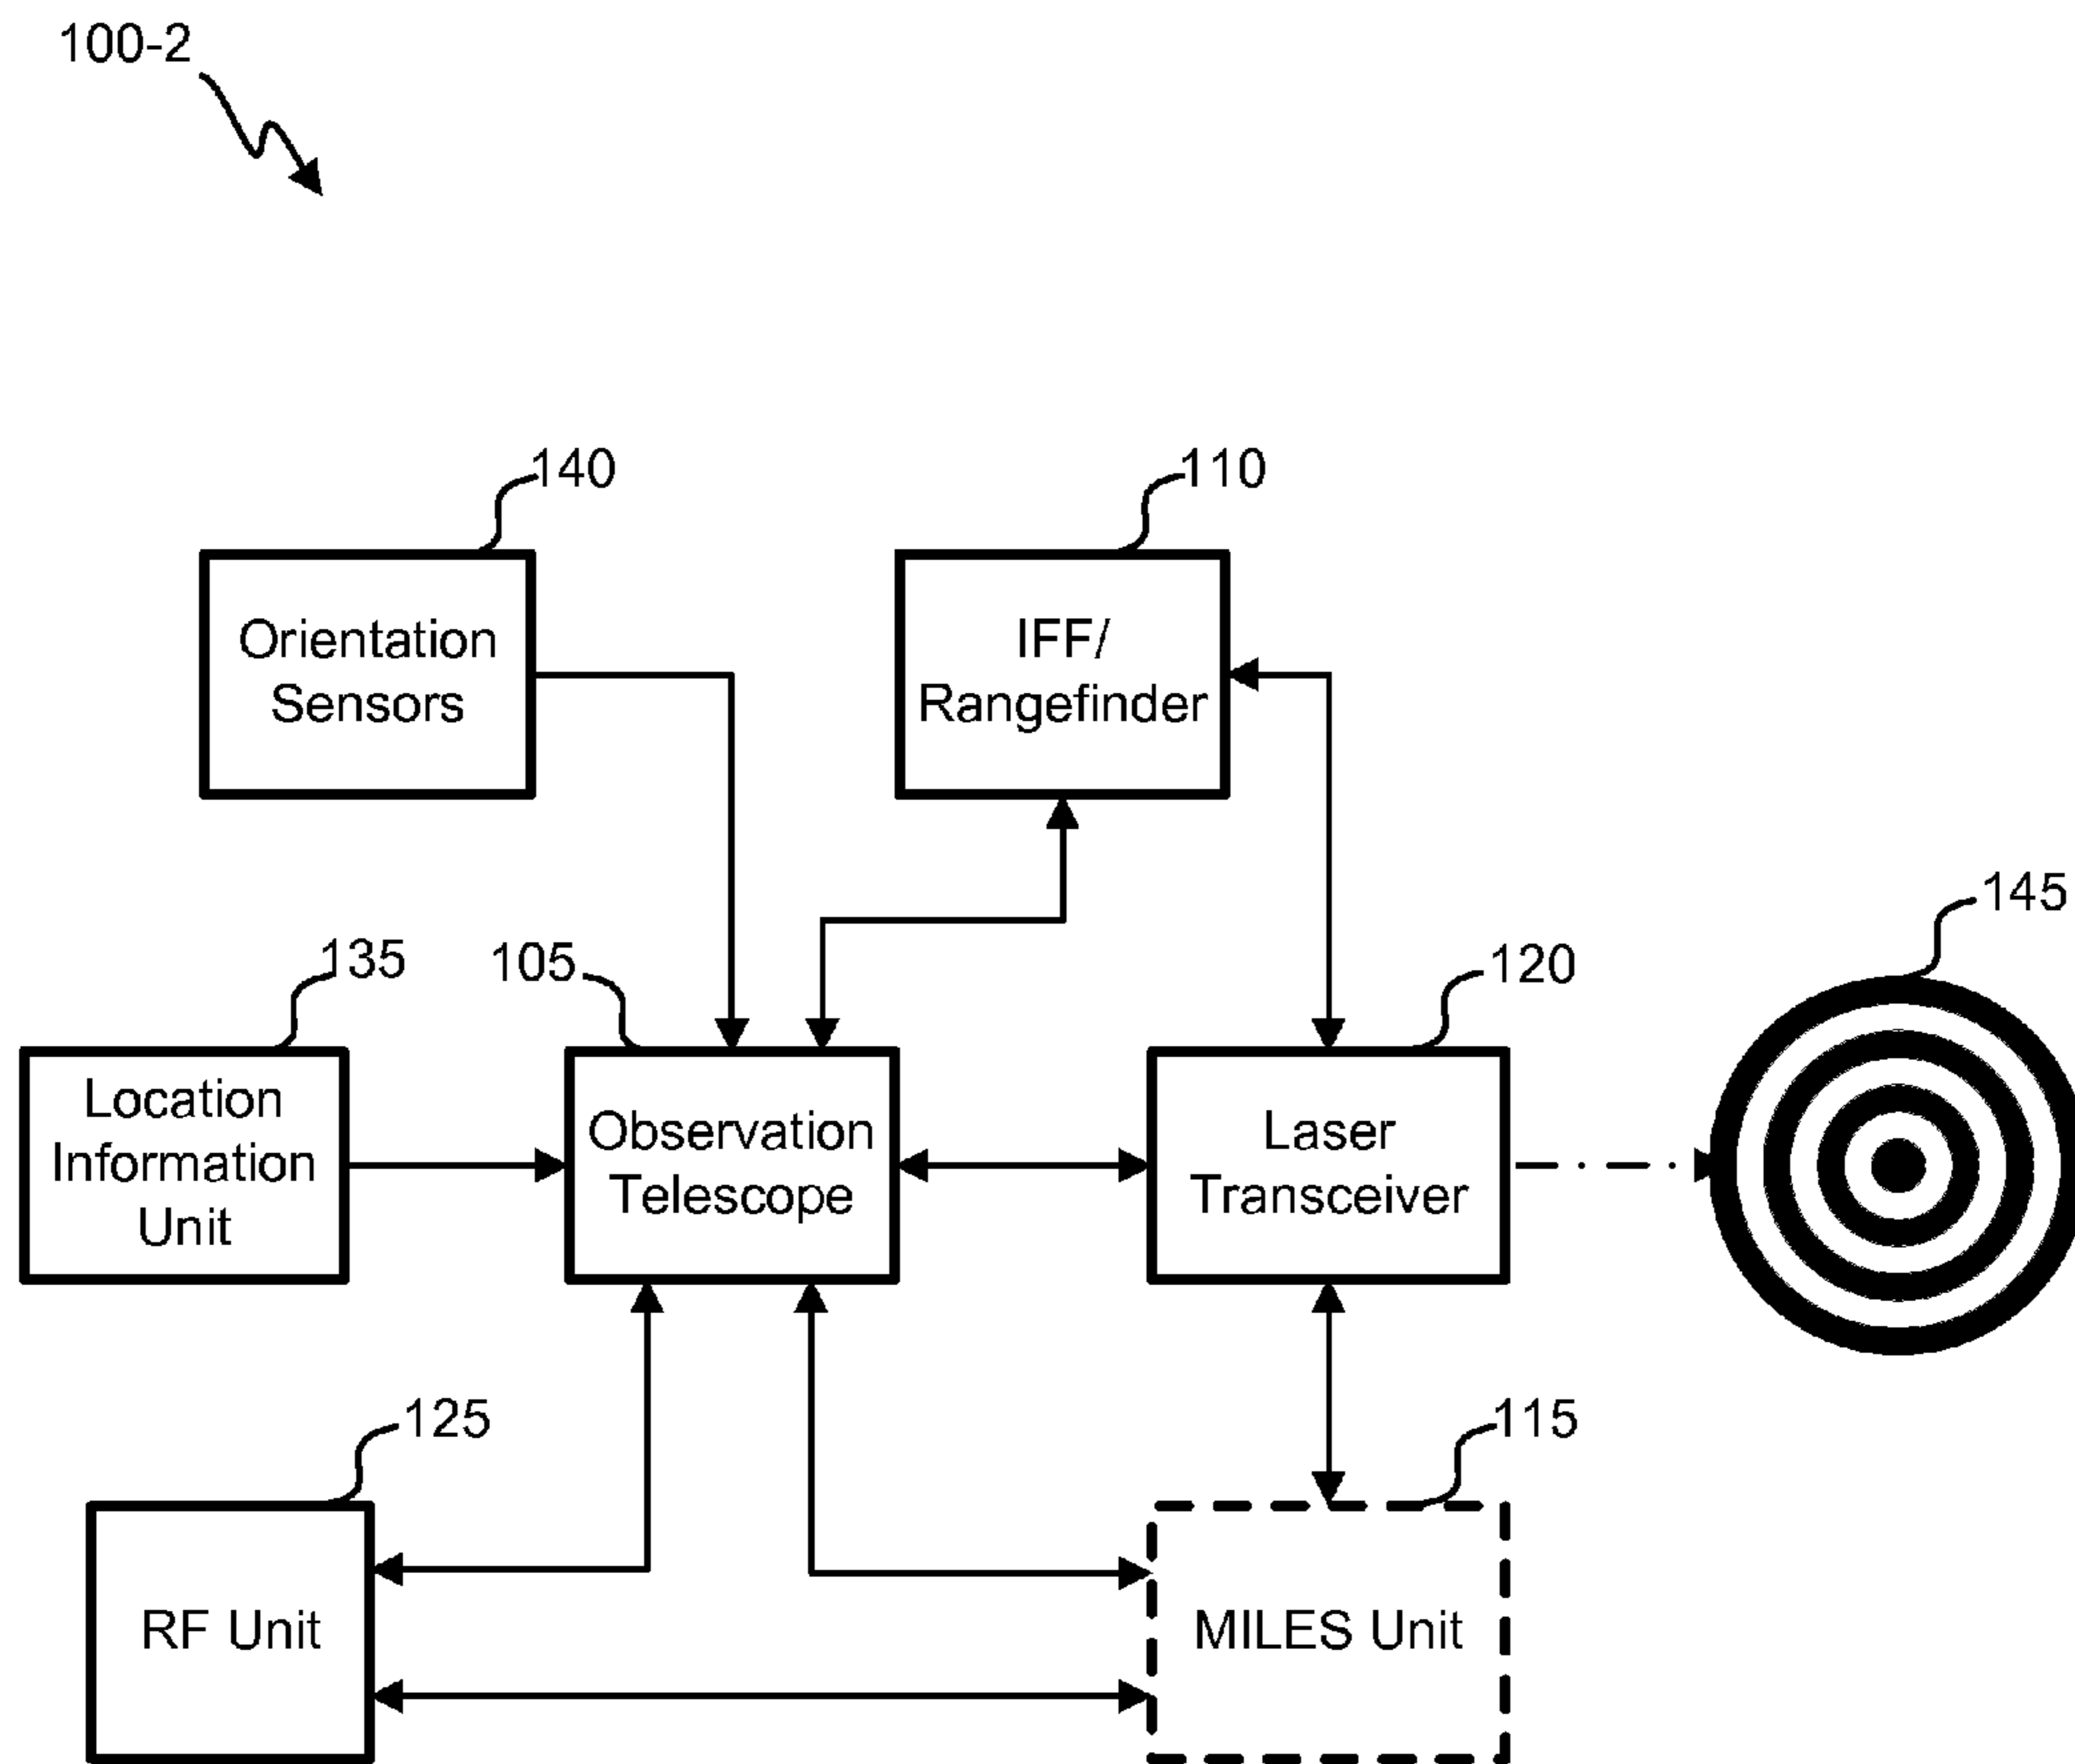 100-2
140
110
Orientation
Sensors
IFF/
Rangefinder
145
135
105
120
Location
Information
Unit
Observation
Telescope
Laser
Transceiver
125
115
RF Unit
MILES Unit